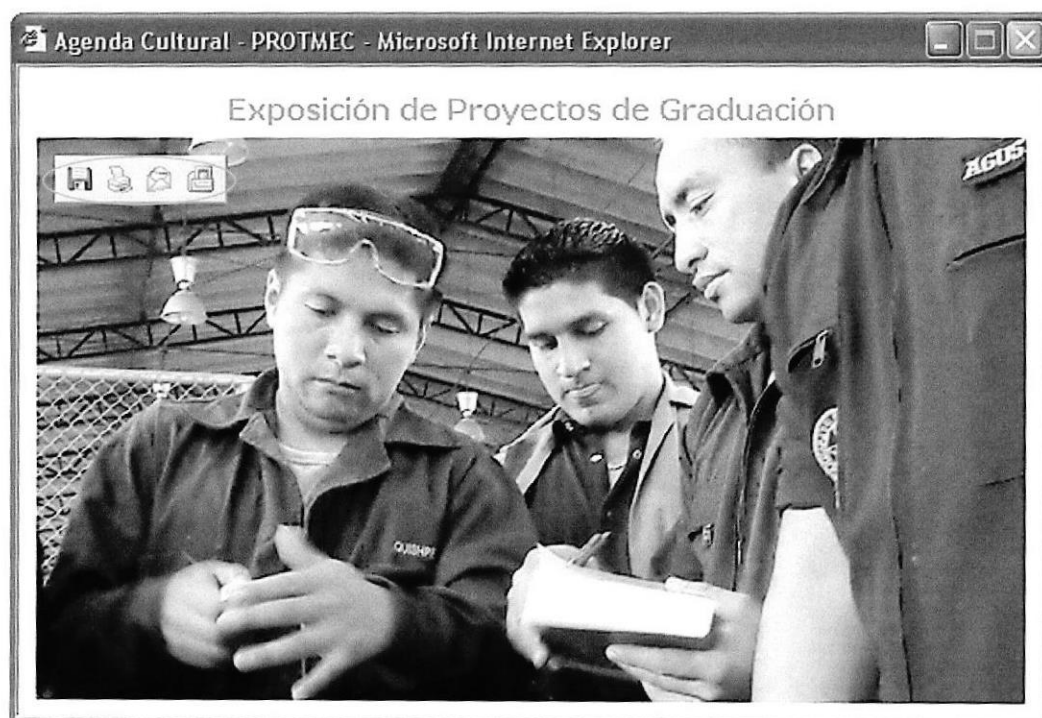 Agenda Cultural - PROTMEC - Microsoft Internet Explorer
Exposición de Proyectos de Graduación